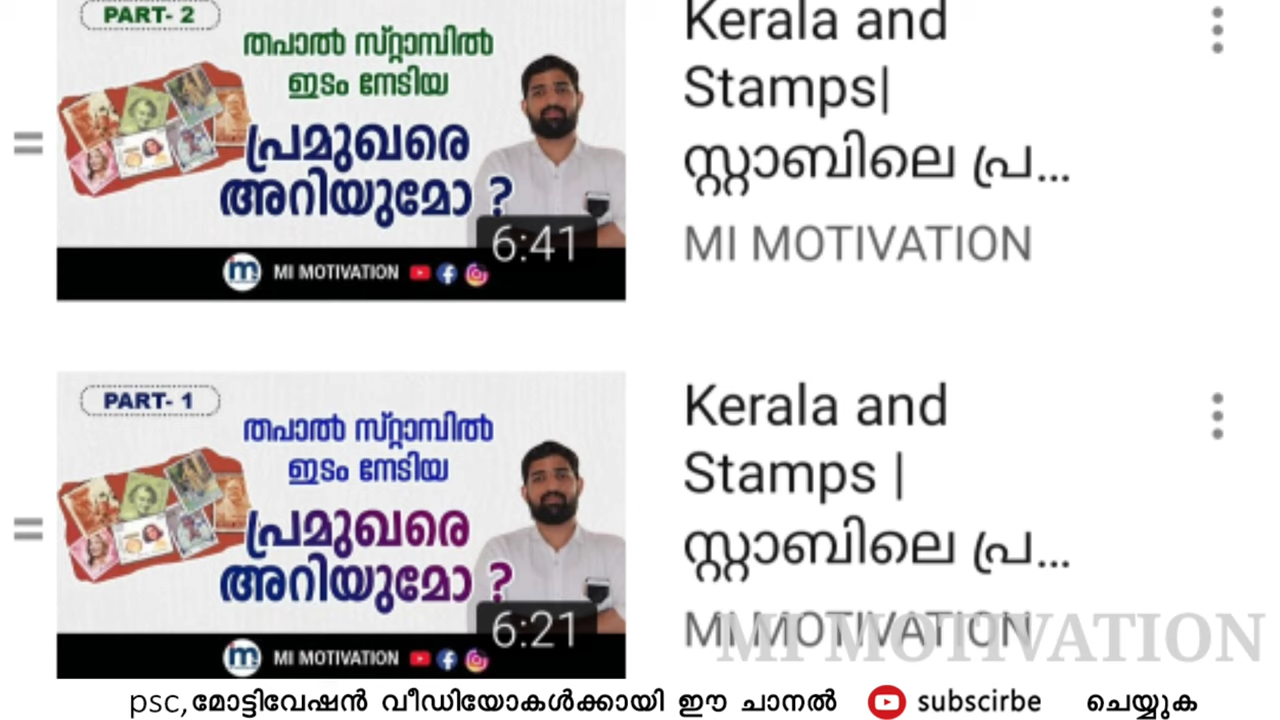 PART- 2
തപാൽ സ്റ്റാമ്പിൽ
ഇടം നേടിയ
പ്രമുഖരെ
അറിയുമോ ?
6:41
MI MOTIVATION
Kerala and
Stamps|
സ്റ്റാബിലെ പ്ര...
MI MOTIVATION
PART- 1
തപാൽ സ്റ്റാമ്പിൽ
ഇടം നേടിയ
പ്രമുഖരെ
അറിയുമോ ?
6:21
MI MOTIVATION
Kerala and
Stamps |
സ്റ്റാബിലെ പ്ര...
MI MOTIVATION
MI MOTIVATION
psc,മോട്ടിവേഷൻ വീഡിയോകൾക്കായി ഈ ചാനൽ subscirbe ചെയ്യുക